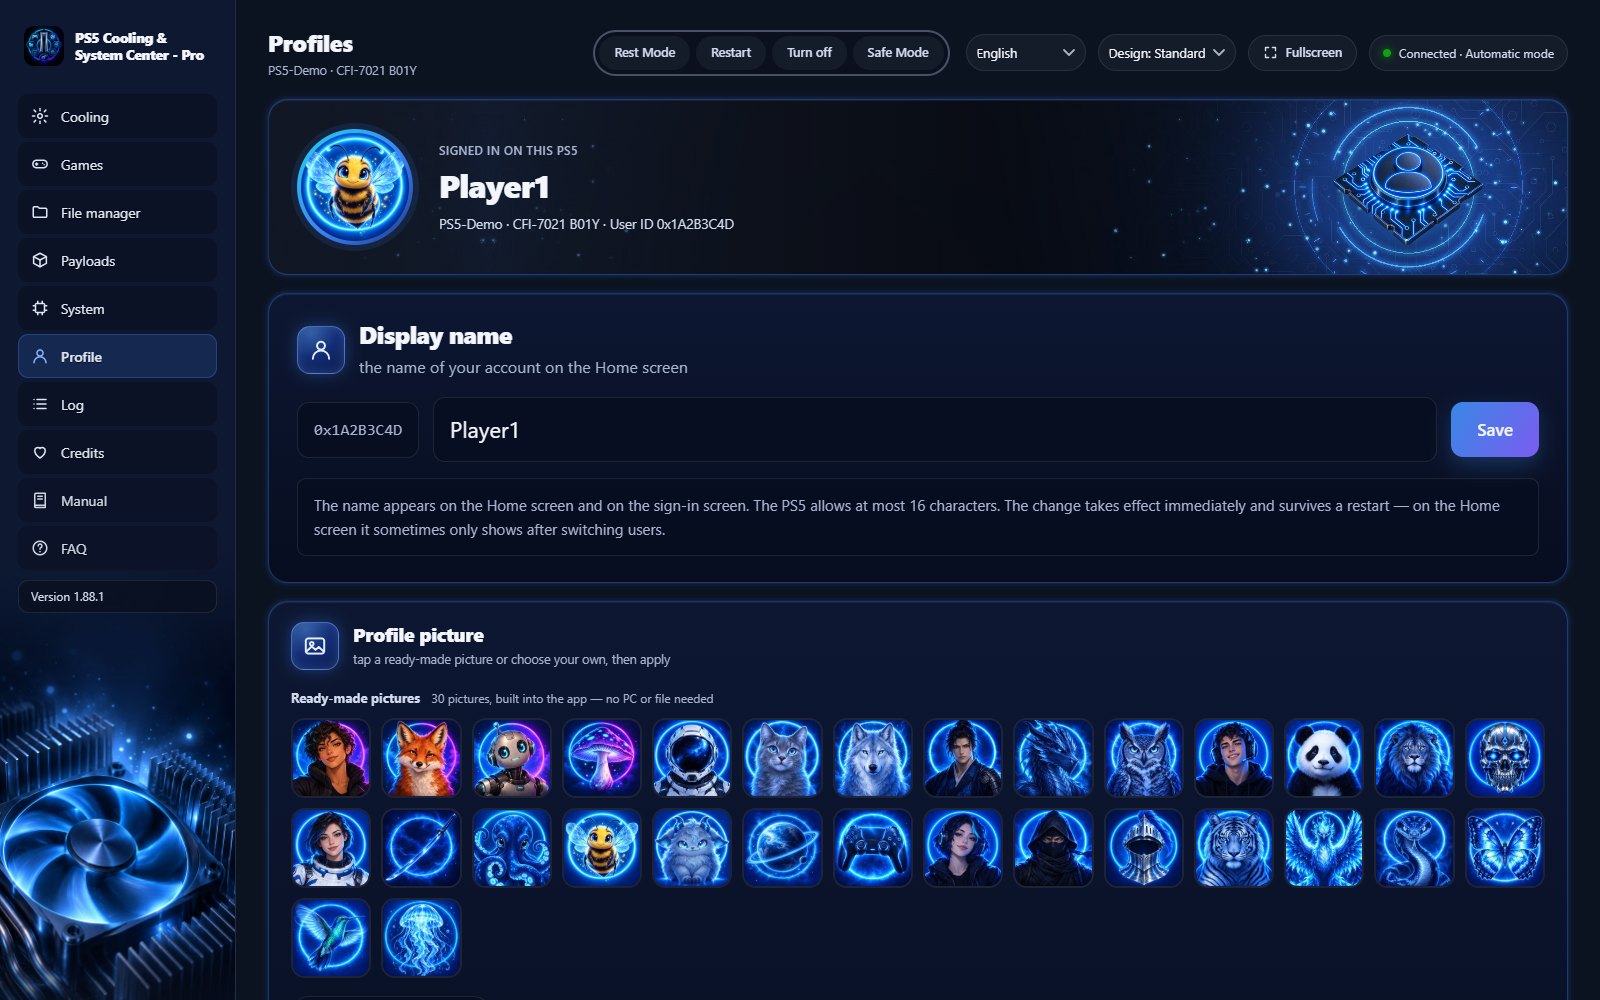 PS5 Cooling &
System Center - Pro
Cooling
Games
File manager
Payloads
System
Profile
Log
Credits
Manual
FAQ
Version 1.88.1
Profiles
PS5-Demo · CFI-7021 B01Y
Rest Mode
Restart
Turn off
Safe Mode
English
Design: Standard
Fullscreen
Connected · Automatic mode
SIGNED IN ON THIS PS5
Player1
PS5-Demo · CFI-7021 B01Y · User ID 0x1A2B3C4D
Display name
the name of your account on the Home screen
0x1A2B3C4D
Player1
Save
The name appears on the Home screen and on the sign-in screen. The PS5 allows at most 16 characters. The change takes effect immediately and survives a restart — on the Home
screen it sometimes only shows after switching users.
Profile picture
tap a ready-made picture or choose your own, then apply
Ready-made pictures 30 pictures, built into the app — no PC or file needed